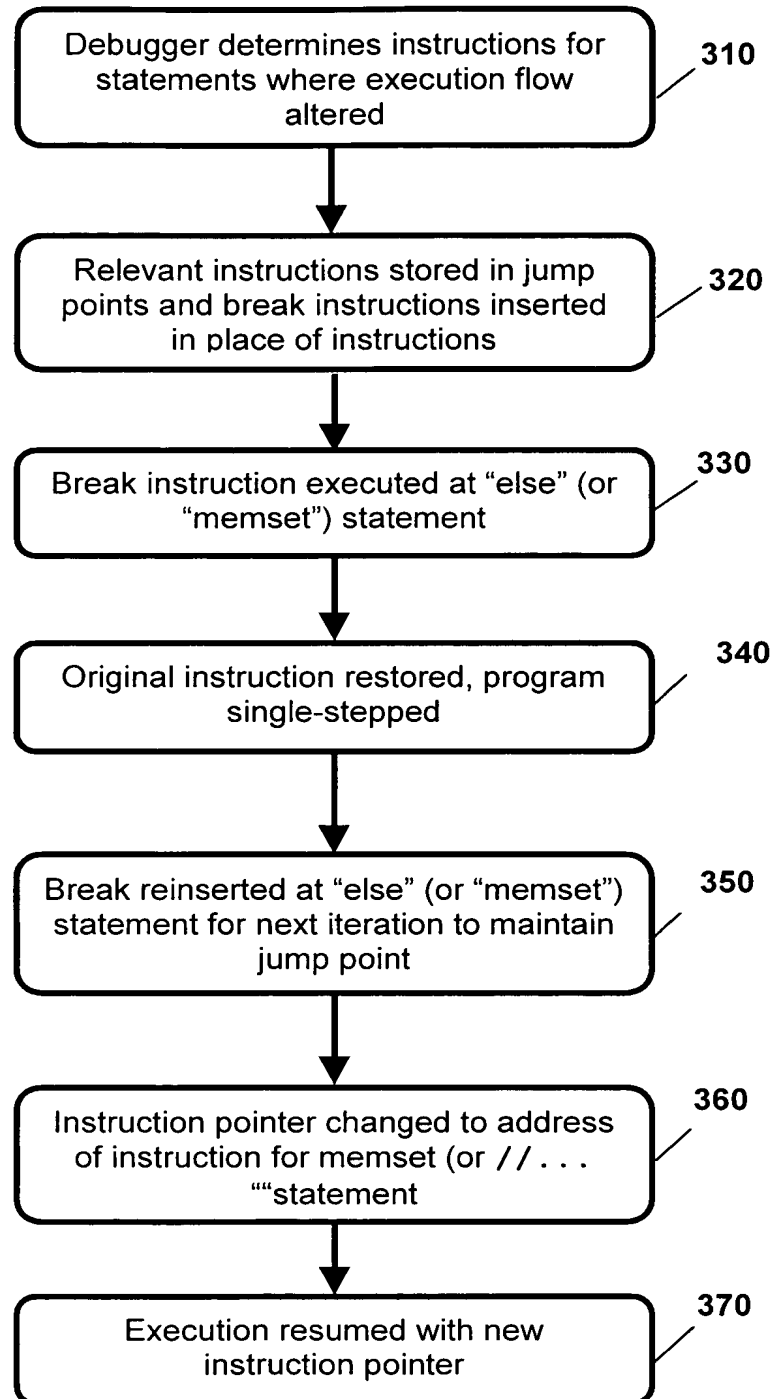 Debugger determines instructions for
statements where execution flow
altered
310
Relevant instructions stored in jump
points and break instructions inserted
in place of instructions
320
Break instruction executed at “else” (or
“memset”) statement
330
Original instruction restored, program
single-stepped
340
Break reinserted at “else” (or “memset”)
statement for next iteration to maintain
jump point
350
Instruction pointer changed to address
of instruction for memset (or //...
““statement
360
Execution resumed with new
instruction pointer
370